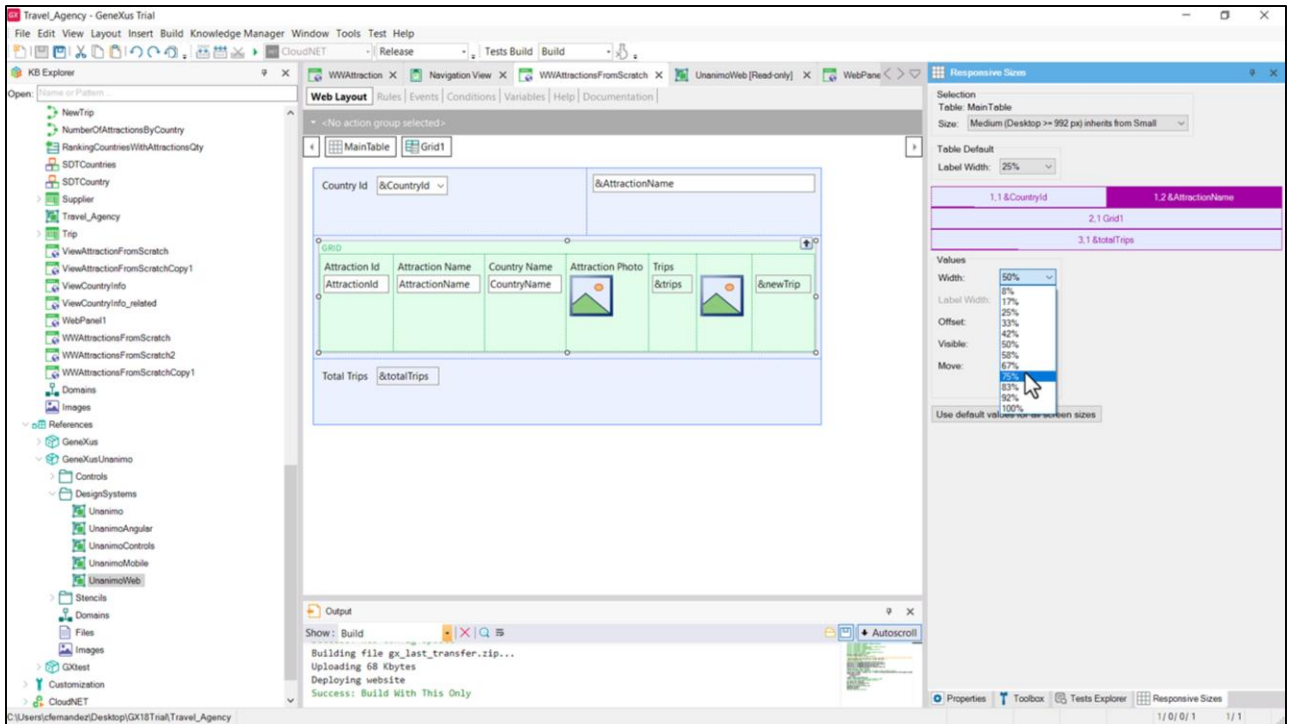 GX Travel_Agency - GeneXus Trial
File Edit View Layout Insert Build Knowledge Manager Window Tools Test Help
CloudNET Release Tests Build Build
KB Explorer
Open: Name or Pattern ...
NewTrip
NumberOfAttractionsByCountry
RankingCountriesWithAttractionsQty
SDTCountries
SDTCountry
Supplier
Travel_Agency
Trip
ViewAttractionFromScratch
ViewAttractionFromScratchCopy1
ViewCountryInfo
ViewCountryInfo_related
WebPanel1
WWAttractionsFromScratch
WWAttractionsFromScratch2
WWAttractionsFromScratchCopy1
Domains
Images
References
GeneXus
GeneXusUnanimo
Controls
DesignSystems
Unanimo
UnanimoAngular
UnanimoControls
UnanimoMobile
UnanimoWeb
Stencils
Domains
Files
Images
GXtest
Customization
CloudNET
WWAttraction X Navigation View X WWAttractionsFromScratch X UnanimoWeb [Read-only] X WebPane
Web Layout Rules Events Conditions Variables Help Documentation
<No action group selected>
MainTable Grid1
Country Id &CountryId &AttractionName
GRID
Attraction Id Attraction Name Country Name Attraction Photo Trips
AttractionId AttractionName CountryName &trips &newTrip
Total Trips &totalTrips
Output
Show: Build Autoscroll
Building file gx_last_transfer.zip...
Uploading 68 Kbytes
Deploying website
Success: Build With This Only
Responsive Sizes
Selection
Table: MainTable
Size: Medium (Desktop >= 992 px) inherits from Small
Table Default
Label Width: 25%
1,1 &CountryId 1,2 &AttractionName
2,1 Grid1
3,1 &totalTrips
Values
Width: 50%
8%
Label Width: 17%
25%
Offset: 33%
42%
Visible: 50%
58%
Move: 67%
75%
83%
92%
100%
Use default values for all screen sizes
Properties Toolbox Tests Explorer Responsive Sizes
C:\Users\cfernandez\Desktop\GX18Trial\Travel_Agency 1/0/0/1 1/1